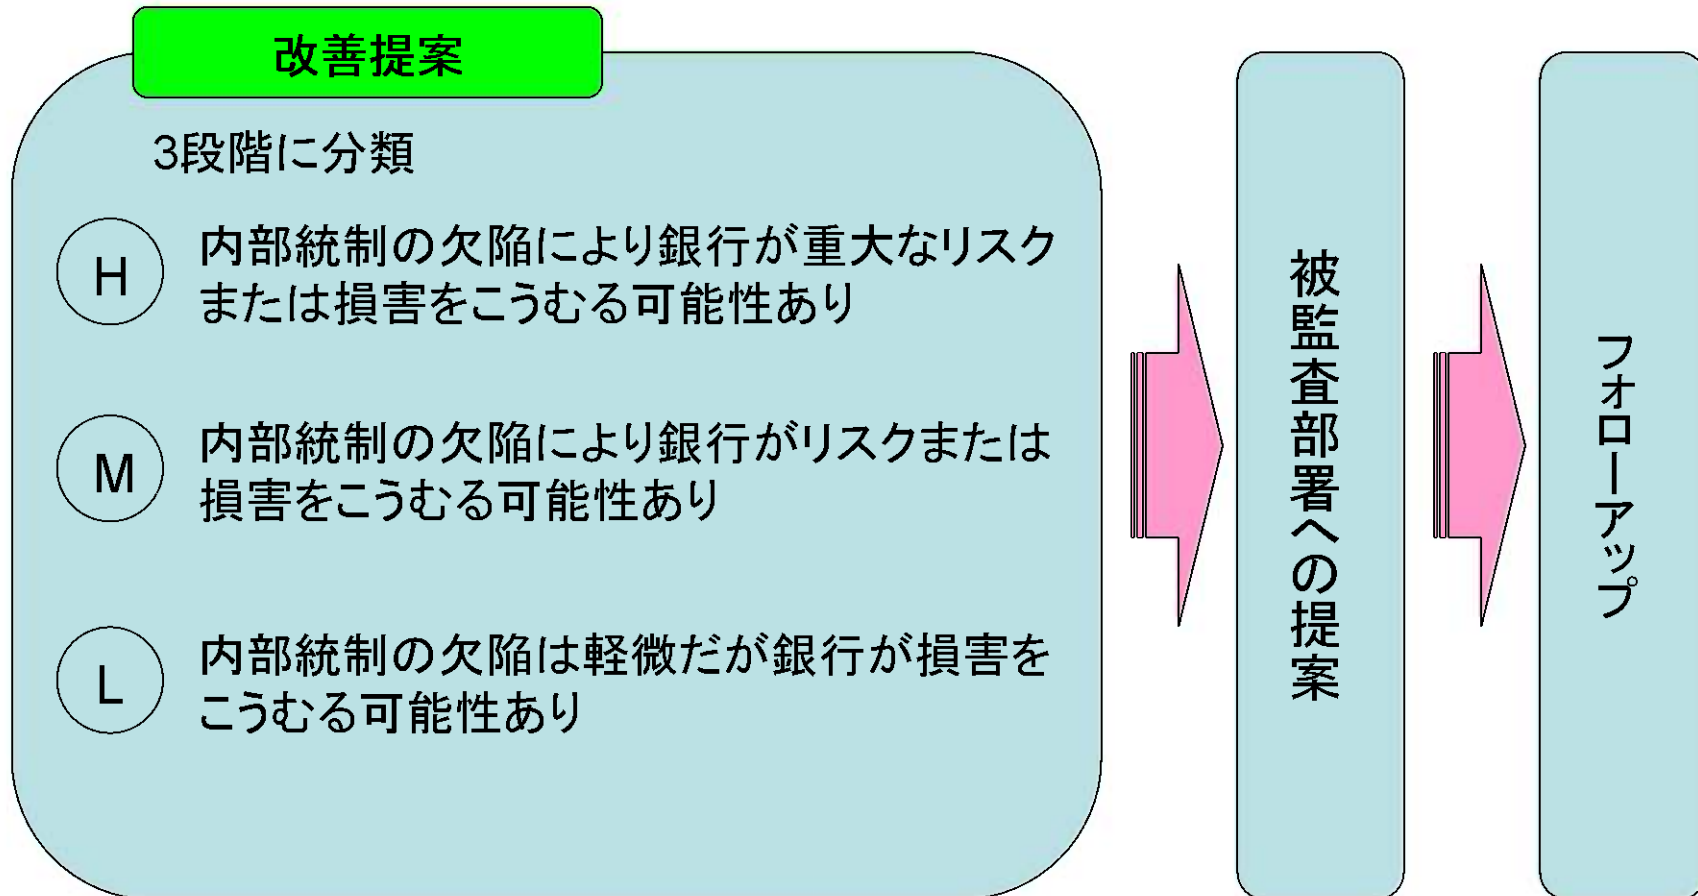 改善提案
3段階に分類
H
内部統制の欠陥により銀行が重大なリスク
または損害をこうむる可能性あり
M
内部統制の欠陥により銀行がリスクまたは
損害をこうむる可能性あり
L
内部統制の欠陥は軽微だが銀行が損害を
こうむる可能性あり
被監査部署への提案
フォローアップ